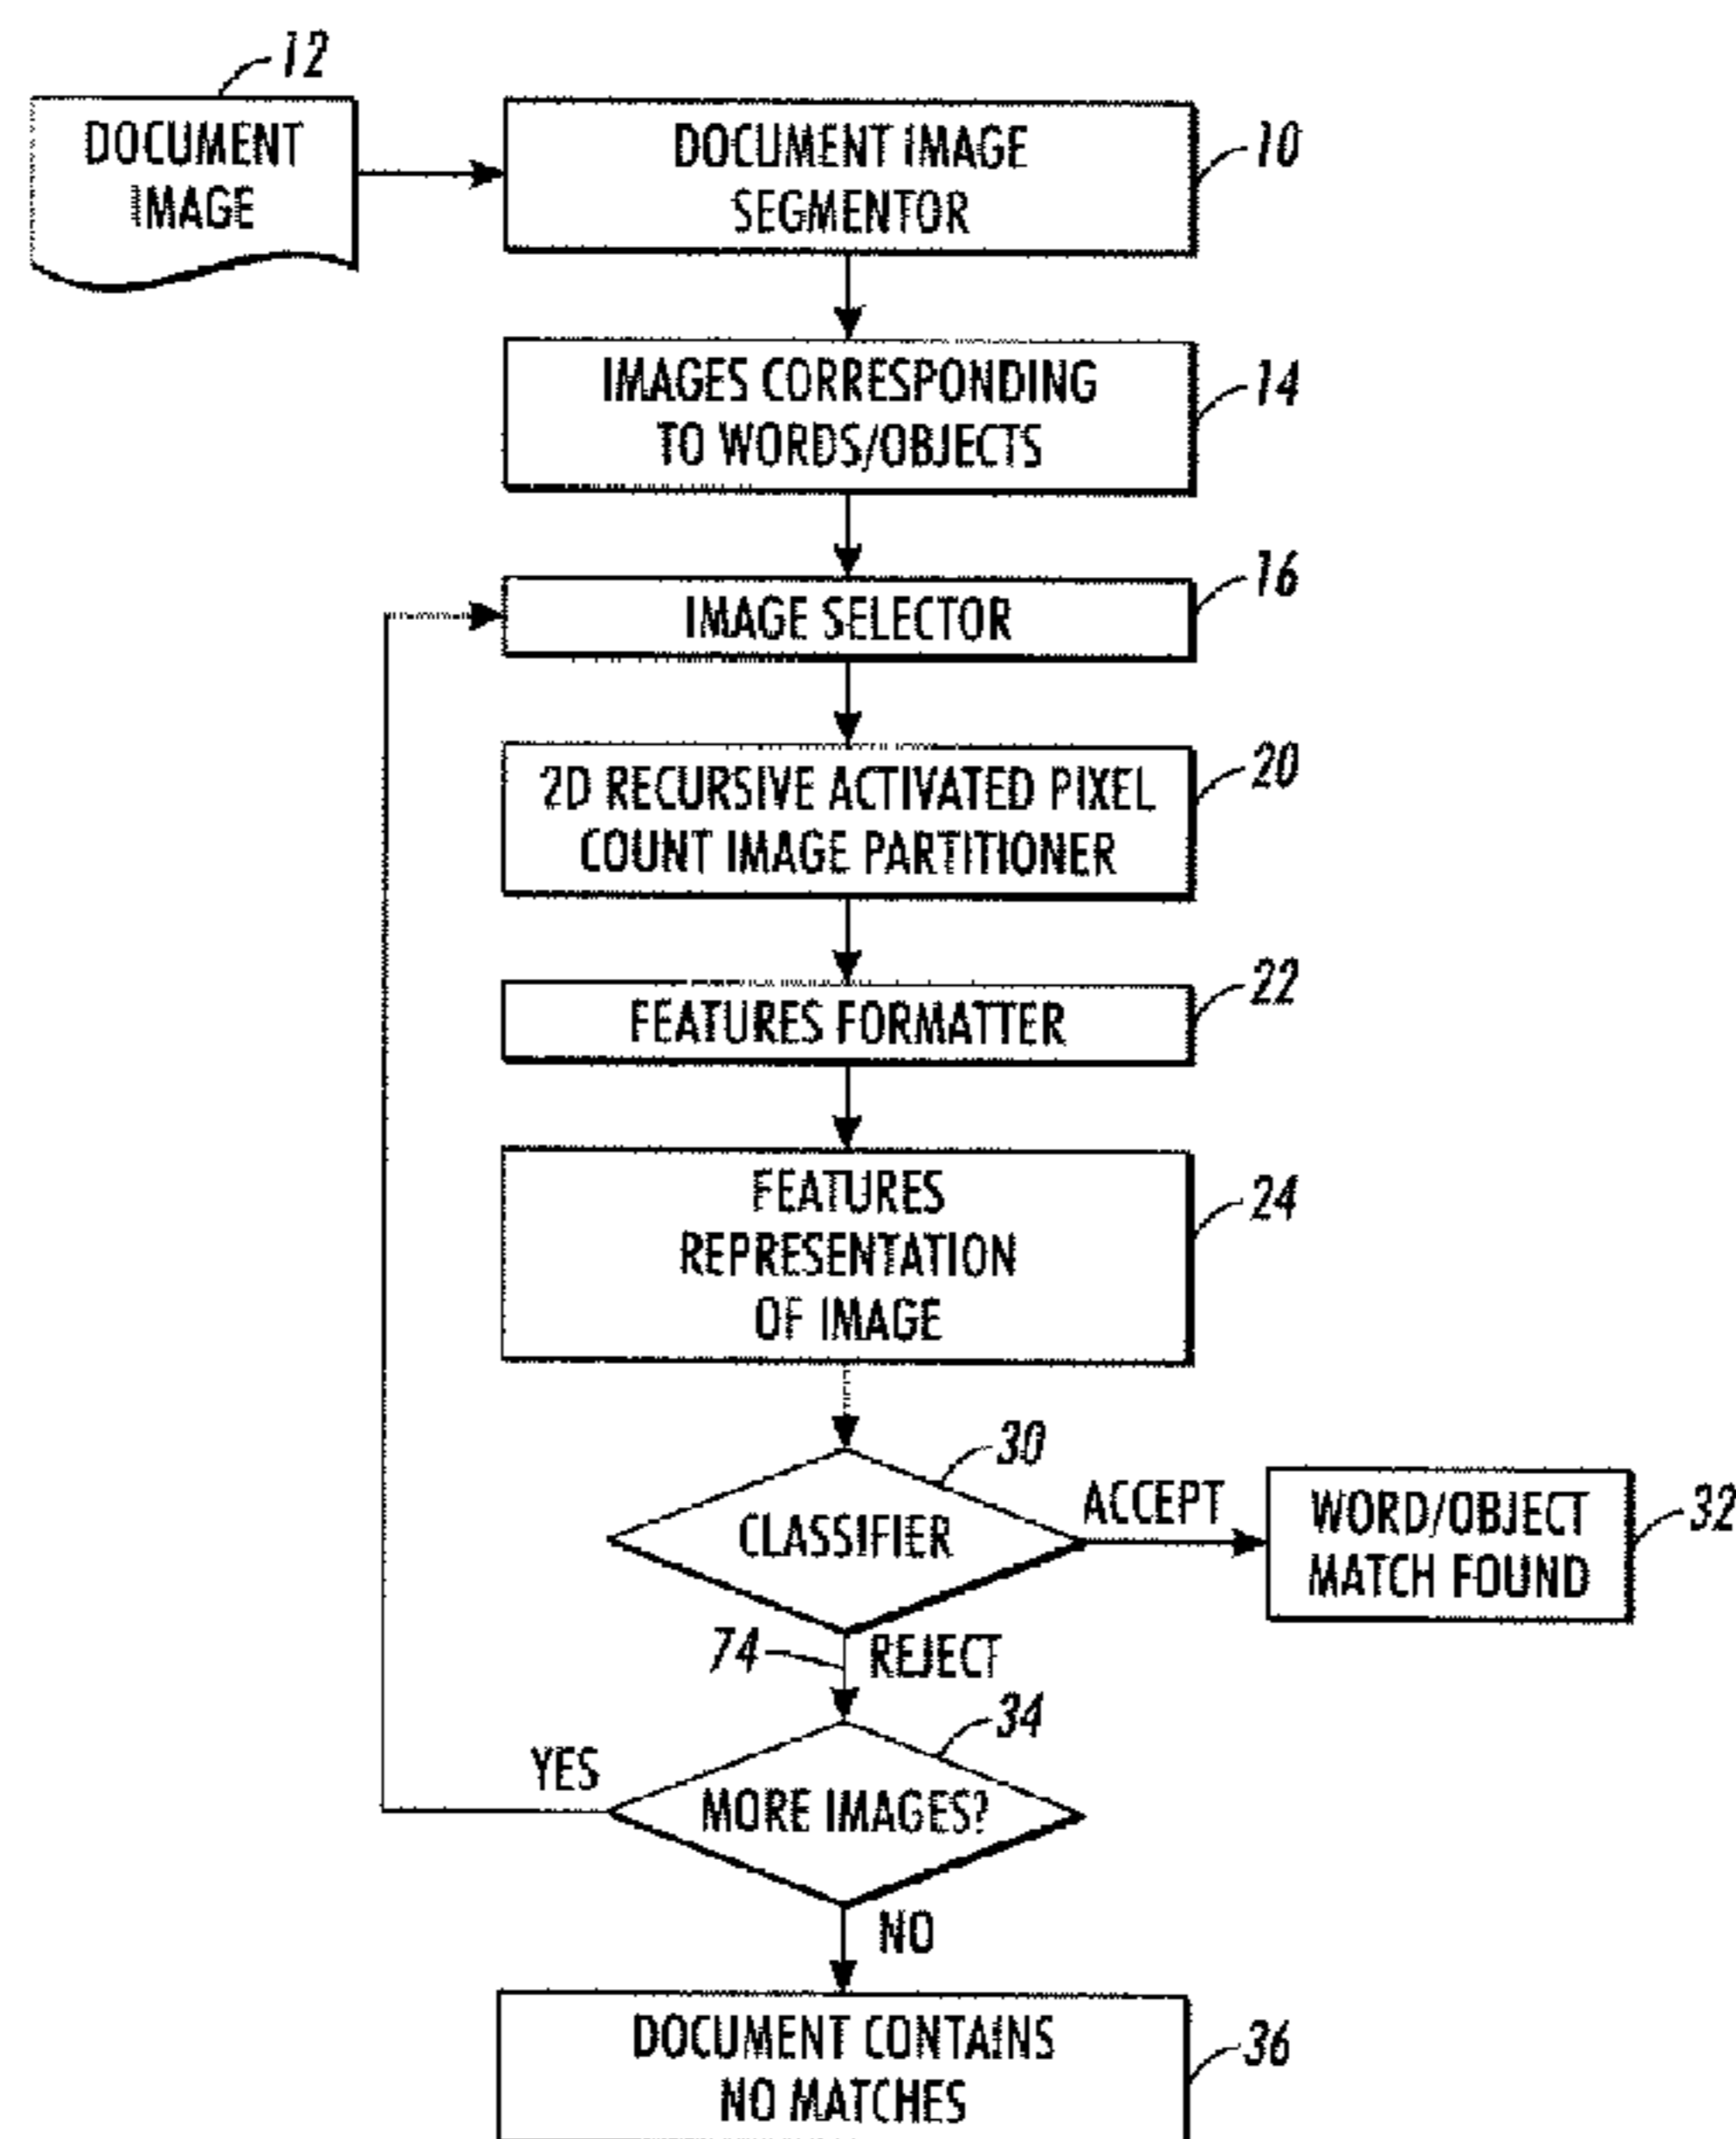 12
DOCUMENT
IMAGE
DOCUMENT IMAGE
SEGMENTOR
10
IMAGES CORRESPONDING
TO WORDS/OBJECTS
14
IMAGE SELECTOR
16
2D RECURSIVE ACTIVATED PIXEL
COUNT IMAGE PARTITIONER
20
FEATURES FORMATTER
22
FEATURES
REPRESENTATION
OF IMAGE
24
30
CLASSIFIER
ACCEPT
WORD/OBJECT
MATCH FOUND
32
74
REJECT
34
YES
MORE IMAGES?
NO
DOCUMENT CONTAINS
NO MATCHES
36